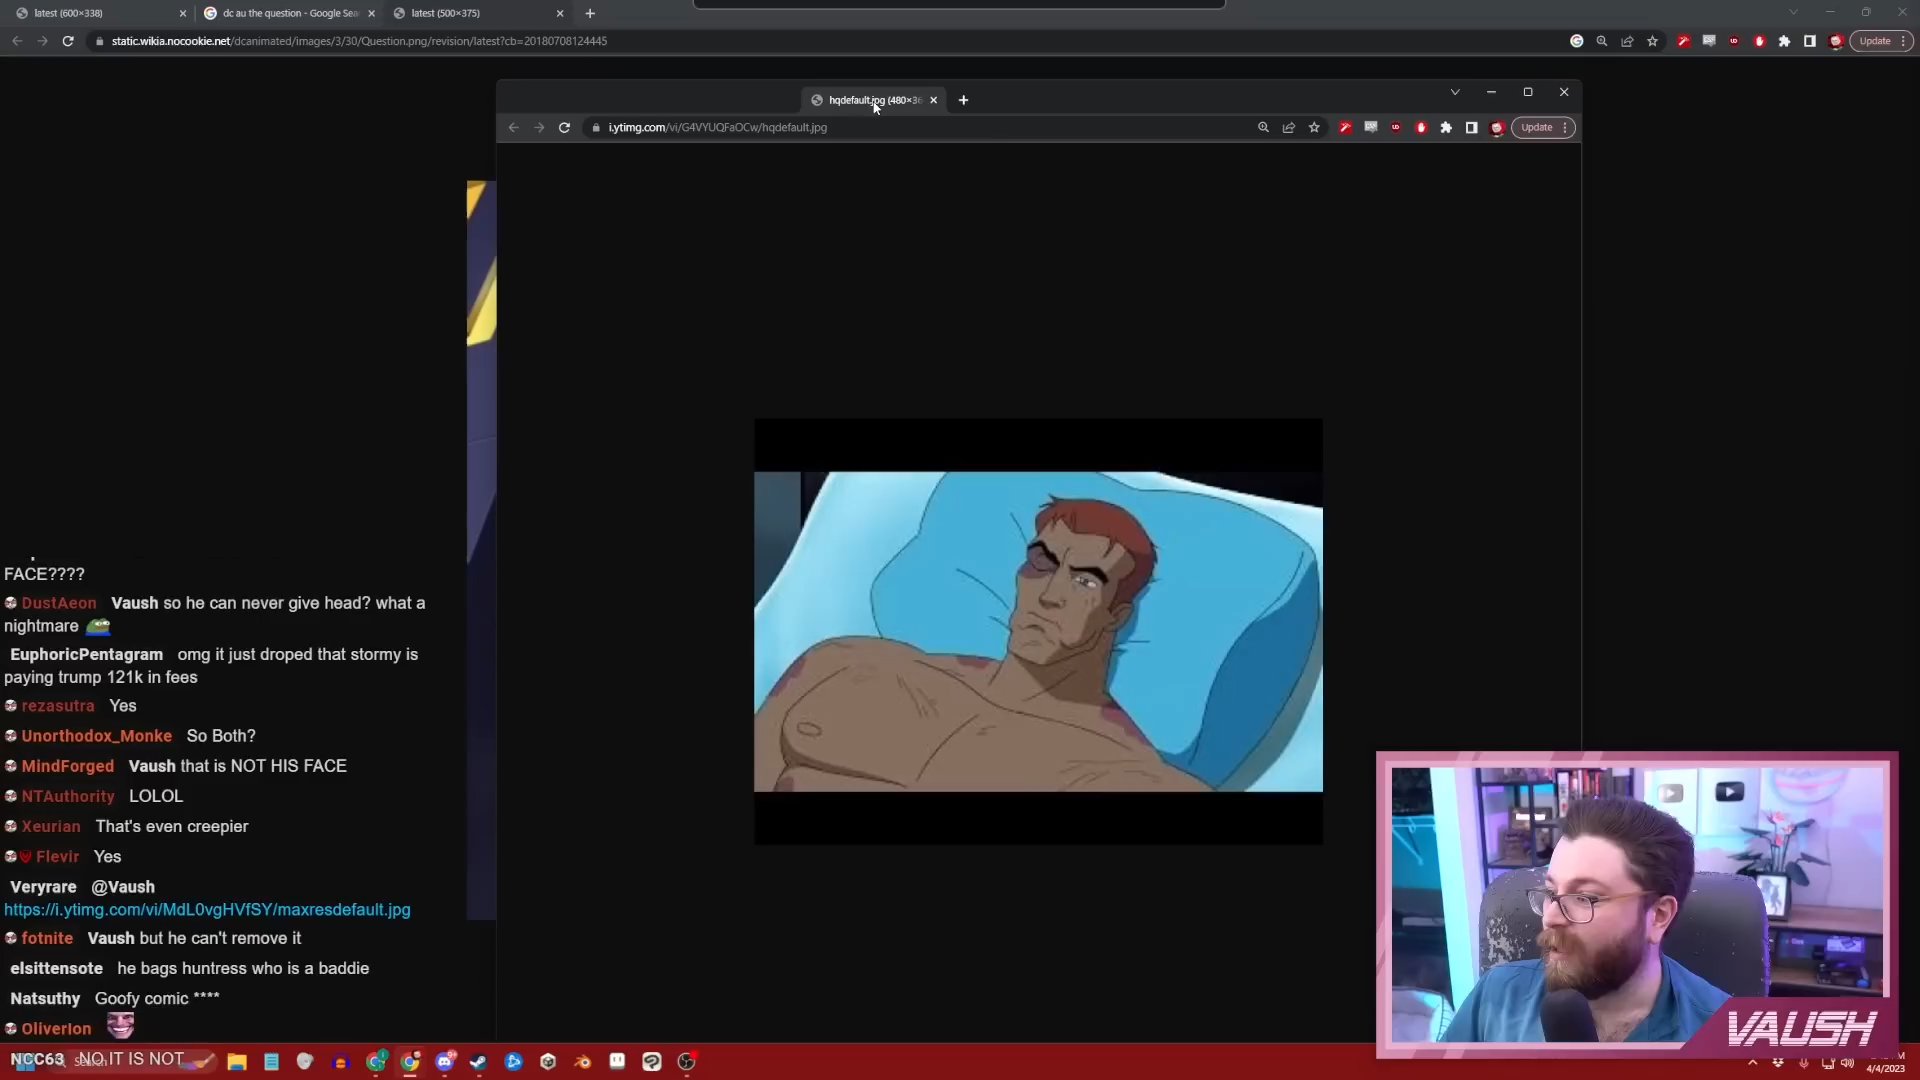 latest (600×338)
dc au the question - Google Sea
latest (500×375)
static.wikia.nocookie.net/dcanimated/images/3/30/Question.png/revision/latest?cb=20180708124445
Update
hqdefault.jpg (480×36
i.ytimg.com/vi/G4VYUQFaOCw/hqdefault.jpg
Update
FACE????
DustAeon Vaush so he can never give head? what a
nightmare
EuphoricPentagram omg it just droped that stormy is
paying trump 121k in fees
rezasutra Yes
Unorthodox_Monke So Both?
MindForged Vaush that is NOT HIS FACE
NTAuthority LOLOL
Xeurian That's even creepier
Flevir Yes
Veryrare @Vaush
https://i.ytimg.com/vi/MdL0vgHVfSY/maxresdefault.jpg
fotnite Vaush but he can't remove it
elsittensote he bags huntress who is a baddie
Natsuthy Goofy comic ****
Oliverlon
NCC63 NO IT IS NOT
VAUSH
4/4/2023